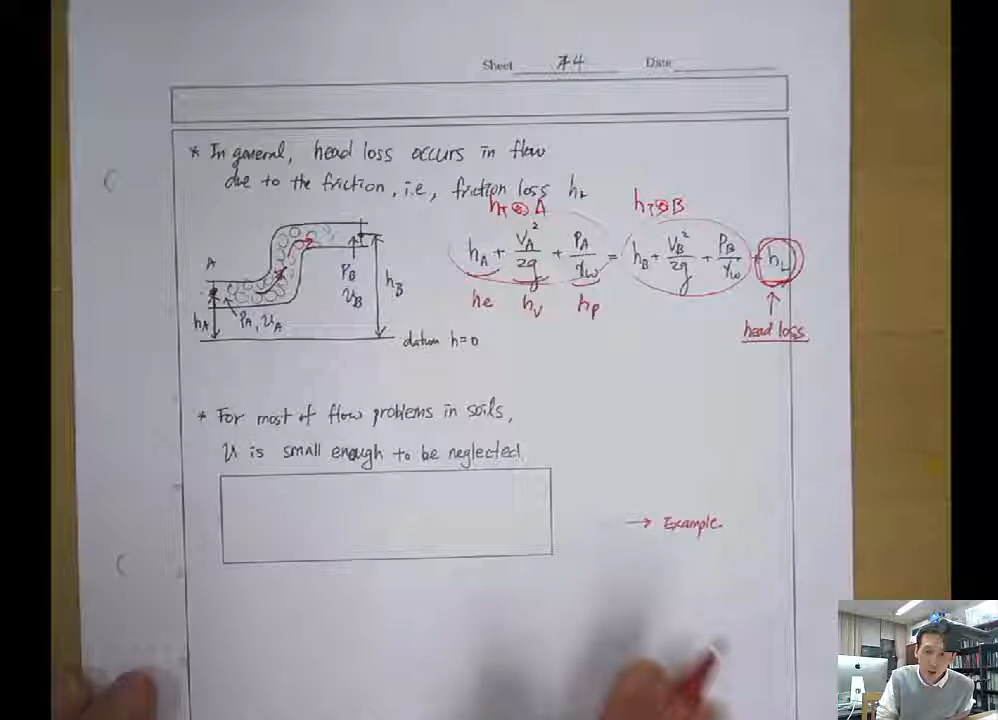 Sheet 74 Date
* In general, head loss occurs in flow
due to the friction, i.e., friction loss hL
hT @ A hT @ B
hA + VA²/2g + PA/γw = hB + VB²/2g + PB/γw + hL
he hv hp
head loss
A
hA
PA, vA
PB
vB
hB
datum h=0
* For most of flow problems in soils,
v is small enough to be neglected
→ Example